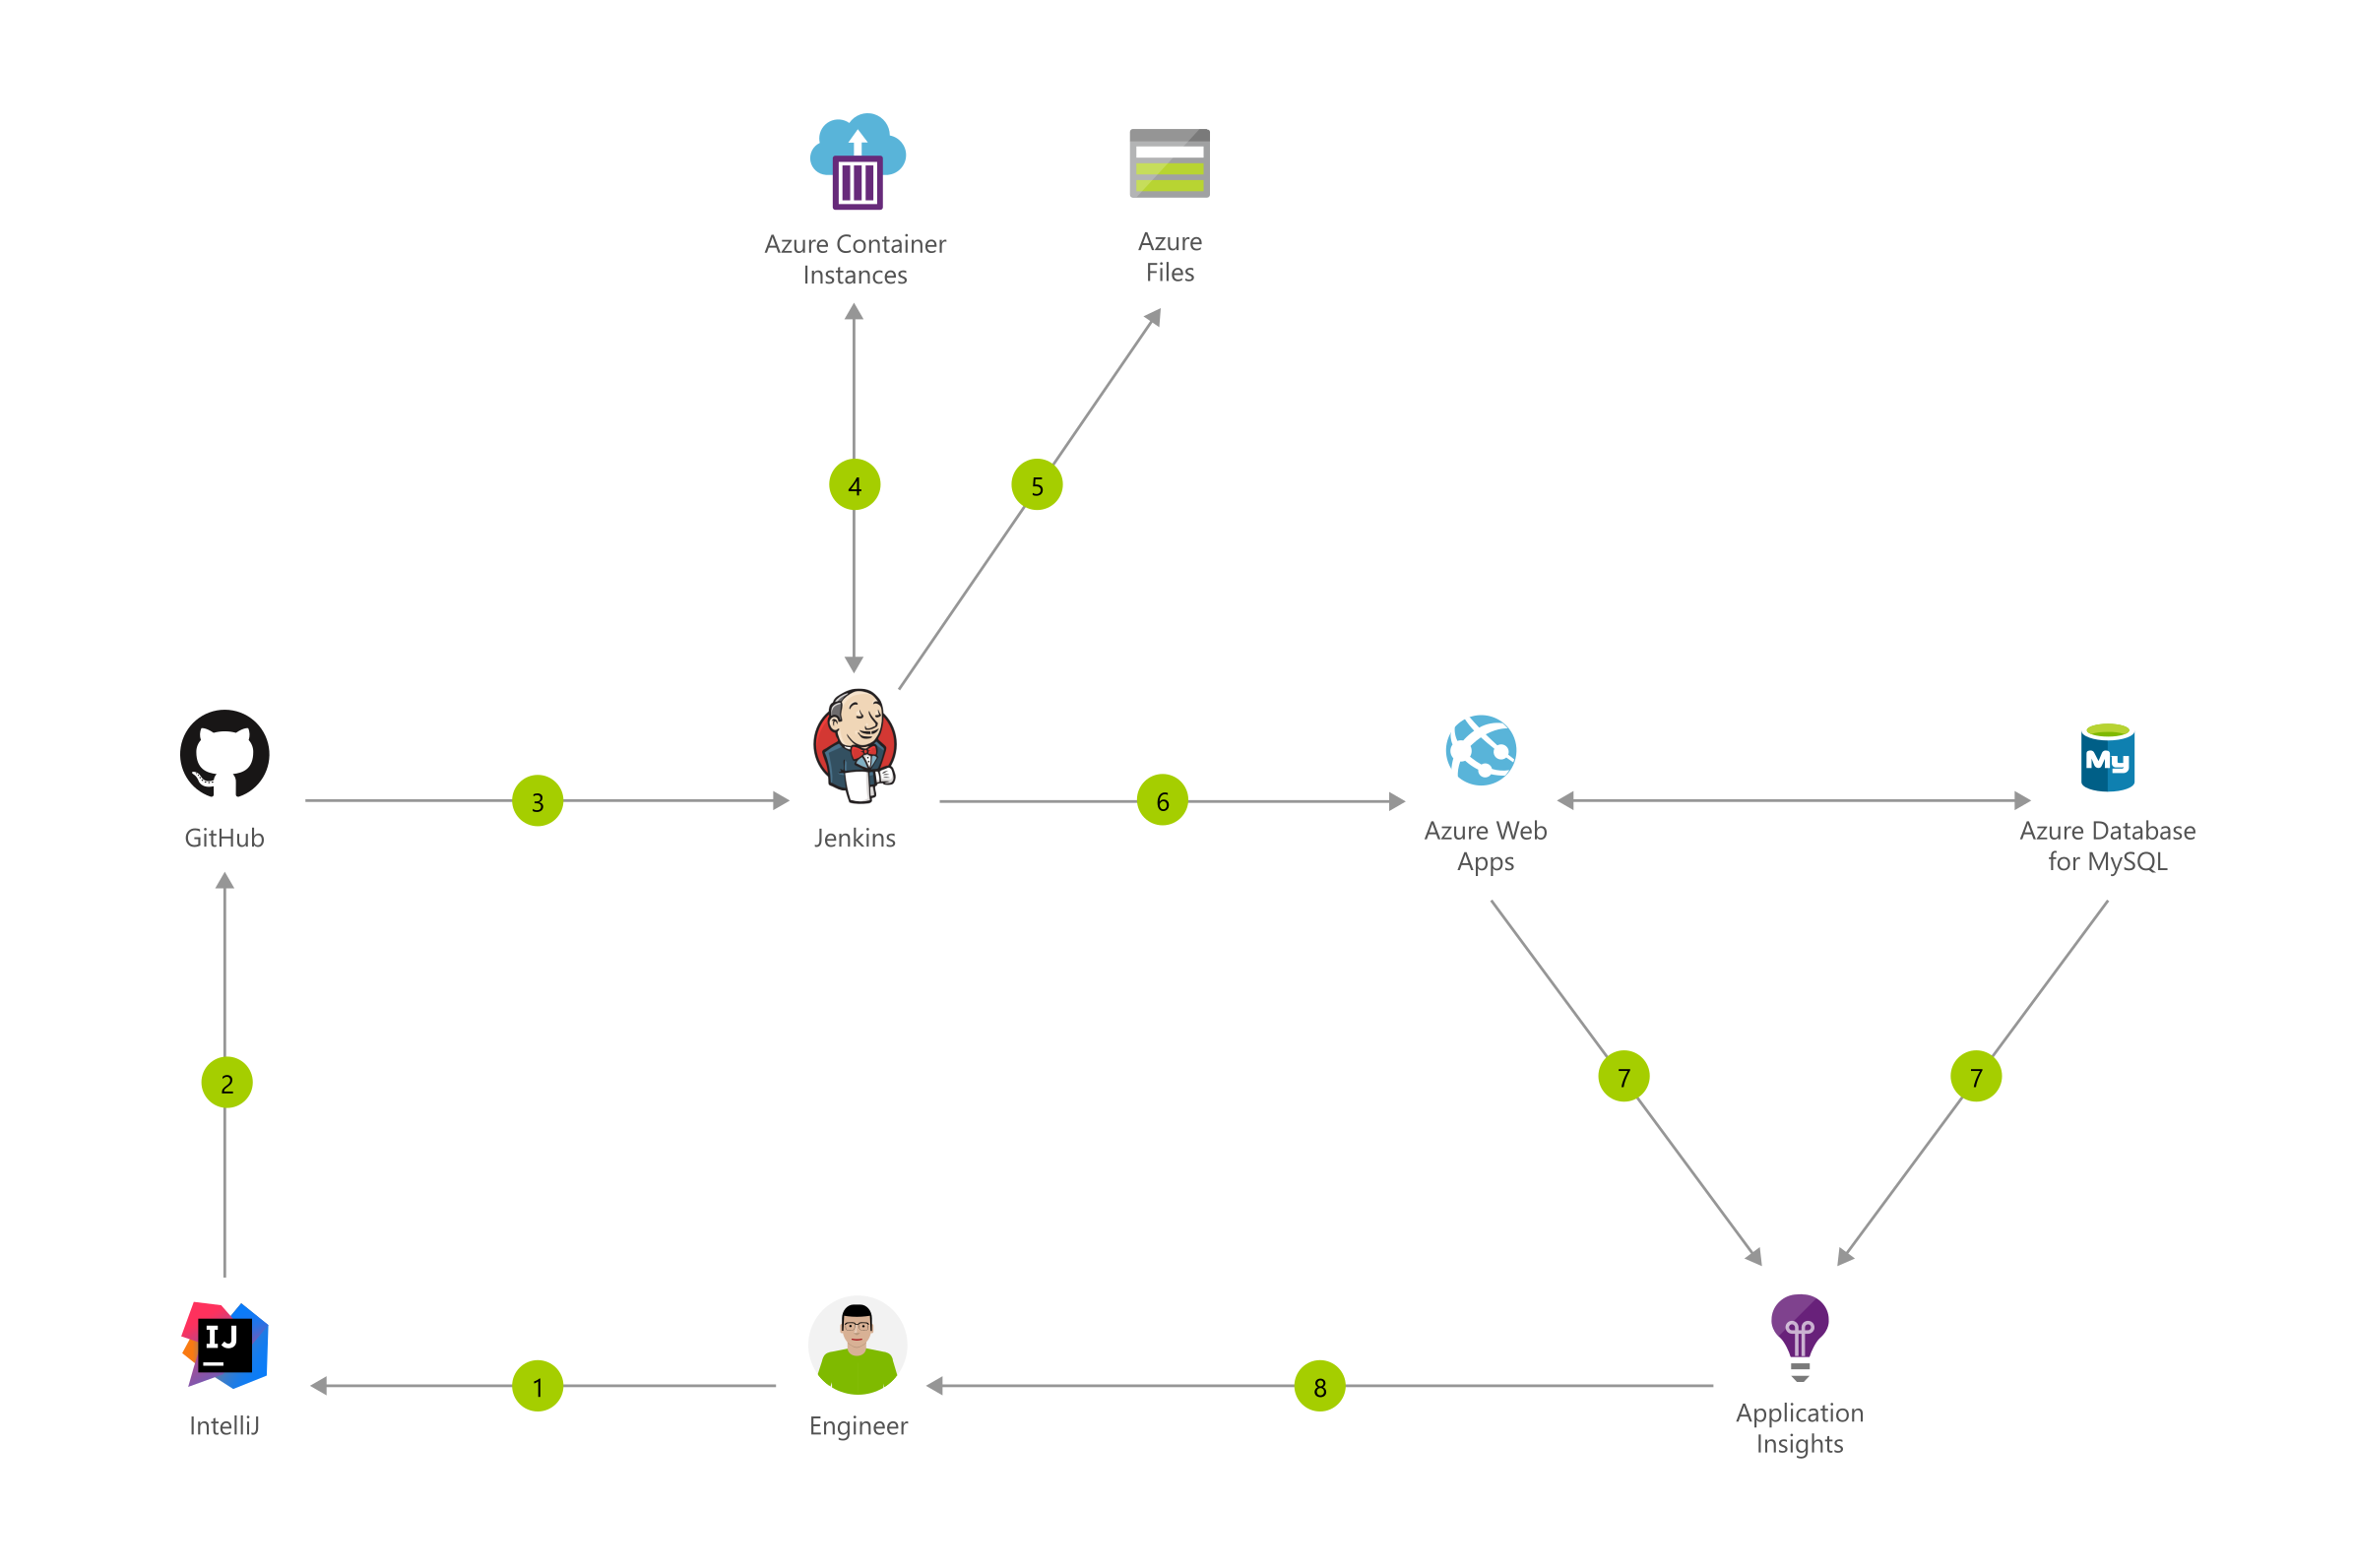 Azure Container
Instances
Azure
Files
4
5
GitHub
3
Jenkins
6
Azure Web
Apps
My
Azure Database
for MySQL
2
7
7
IJ
IntelliJ
1
Engineer
8
Application
Insights